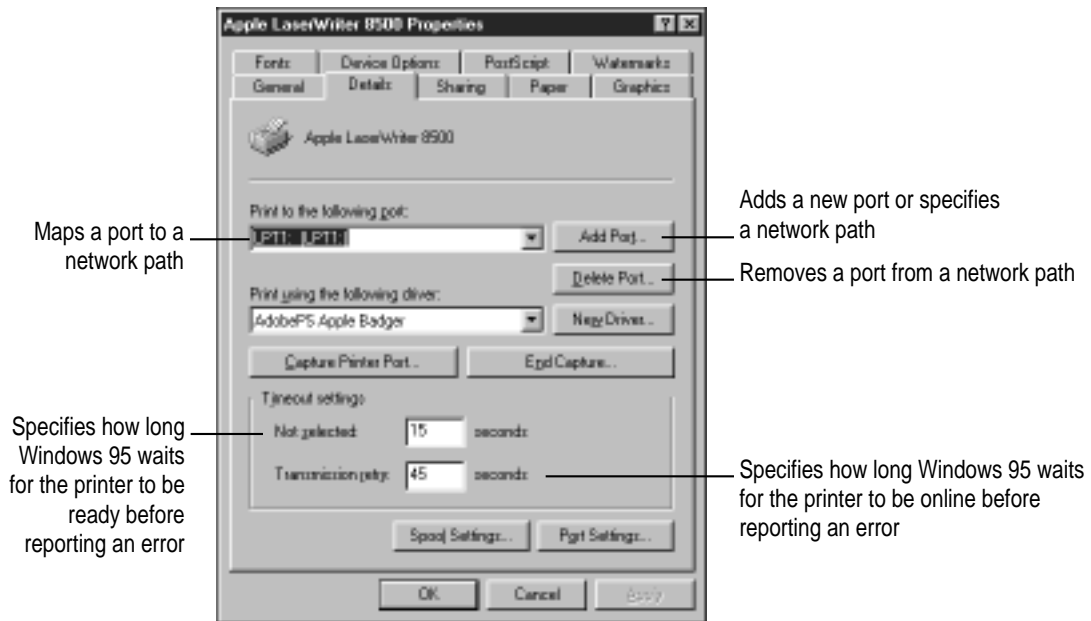 Apple LaserWriter 8500 Properties
Fonts Device Options PostScript Watermarks
General Details Sharing Paper Graphics
Apple LaserWriter 8500
Print to the following port:
LPT1: (LPT1:)
Add Port...
Delete Port...
Print using the following driver:
AdobePS Apple Badger
New Driver...
Capture Printer Port...
End Capture...
Timeout settings
Not selected: 15 seconds
Transmission retry: 45 seconds
Spool Settings...
Port Settings...
OK
Cancel
Apply
Maps a port to a
network path
Specifies how long
Windows 95 waits
for the printer to be
ready before
reporting an error
Adds a new port or specifies
a network path
Removes a port from a network path
Specifies how long Windows 95 waits
for the printer to be online before
reporting an error